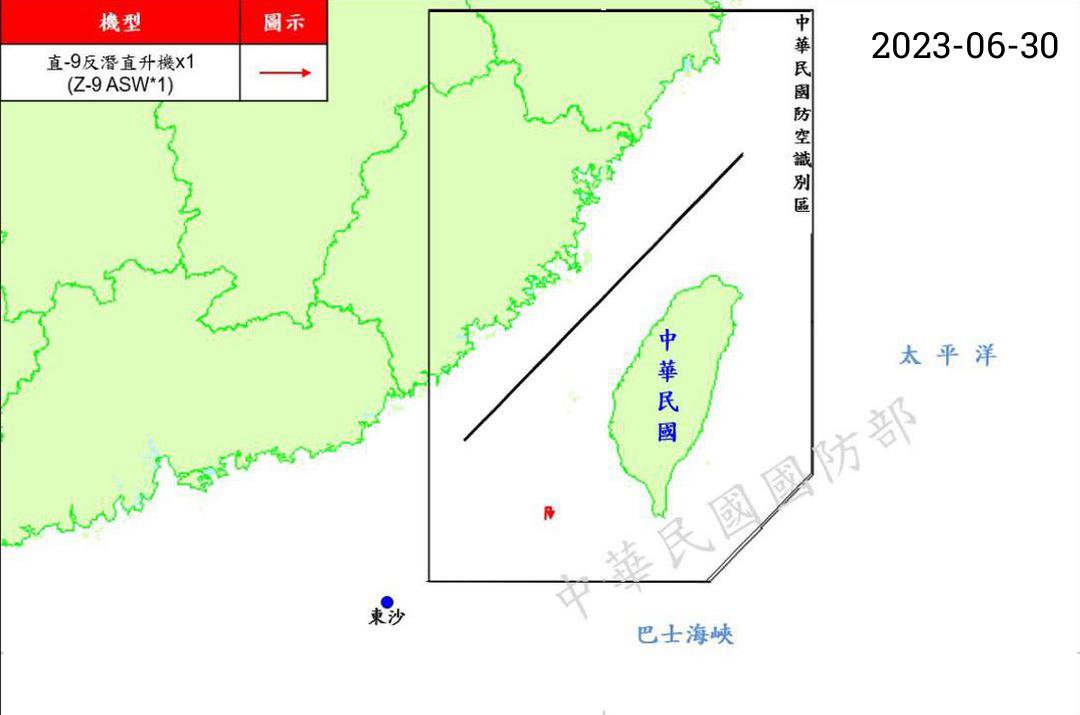 機型
圖示
直-9反潛直升機x1
(Z-9 ASW*1)
2023-06-30
中華民國防空識別區
中華民國
太平洋
東沙
巴士海峽
中華民國國防部